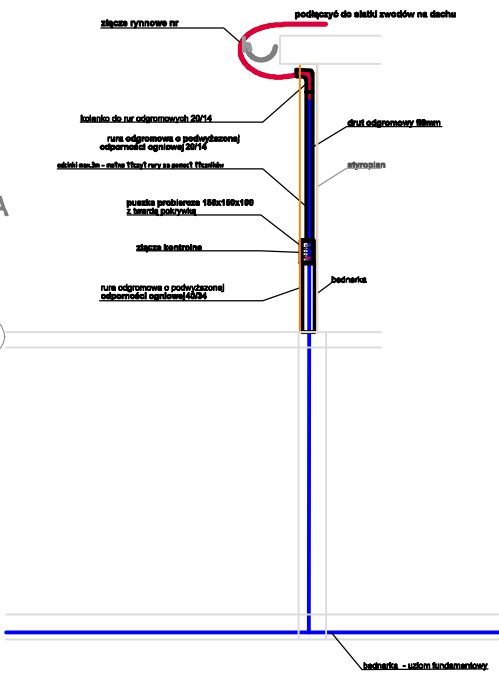 podłączyć do siatki zwodów na dachu
złącze rynnowe nr
kolanko do rur odgromowych 20/14
drut odgromowy
rura odgromowa o podwyższonej
odporności ogniowej 20/14
styropian
puszka probiercza 150x150x100
z twardą pokrywką
złącze kontrolne
bednarka
rura odgromowa o podwyższonej
odporności ogniowej 40/34
bednarka - uziom fundamentowy
A